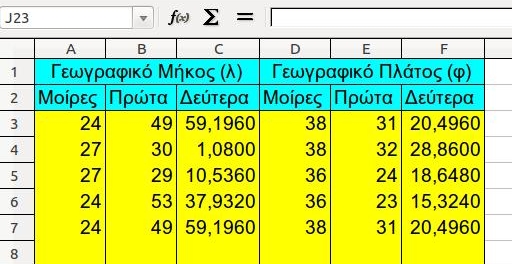 J23 f(x) Σ =
A B C D E F
1 Γεωγραφικό Μήκος (λ) Γεωγραφικό Πλάτος (φ)
2 Μοίρες Πρώτα Δεύτερα Μοίρες Πρώτα Δεύτερα
3 24 49 59,1960 38 31 20,4960
4 27 30 1,0800 38 32 28,8600
5 27 29 10,5360 36 24 18,6480
6 24 53 37,9320 36 23 15,3240
7 24 49 59,1960 38 31 20,4960
8